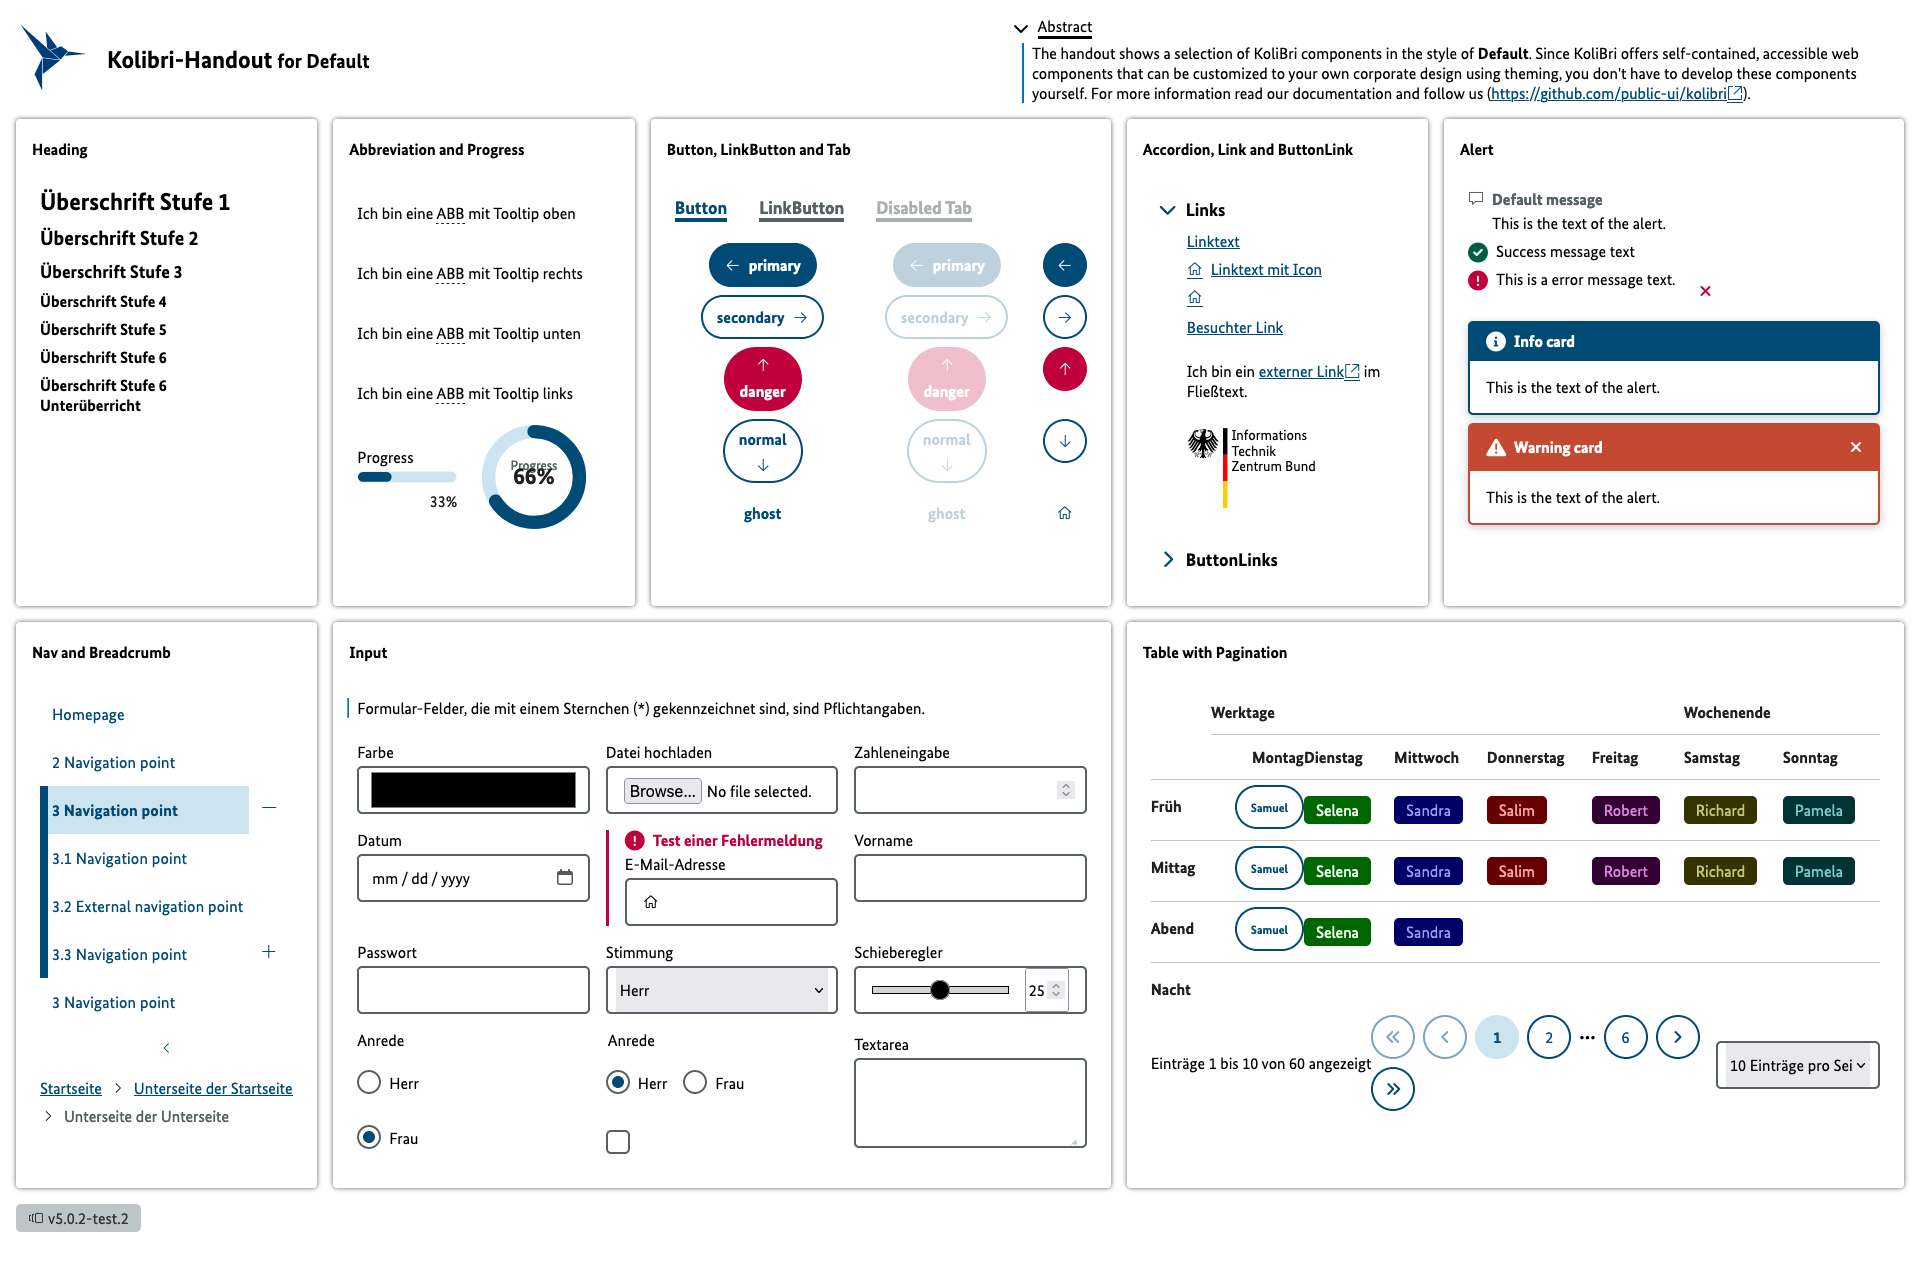 Kolibri-Handout for Default
Abstract
The handout shows a selection of KoliBri components in the style of Default. Since KoliBri offers self-contained, accessible web
components that can be customized to your own corporate design using theming, you don't have to develop these components
yourself. For more information read our documentation and follow us (https://github.com/public-ui/kolibri).
Heading
Überschrift Stufe 1
Überschrift Stufe 2
Überschrift Stufe 3
Überschrift Stufe 4
Überschrift Stufe 5
Überschrift Stufe 6
Überschrift Stufe 6
Unterüberricht
Abbreviation and Progress
Ich bin eine ABB mit Tooltip oben
Ich bin eine ABB mit Tooltip rechts
Ich bin eine ABB mit Tooltip unten
Ich bin eine ABB mit Tooltip links
Progress
33%
Progress
66%
Button, LinkButton and Tab
Button LinkButton Disabled Tab
primary primary
secondary secondary
danger danger
normal normal
ghost ghost
Accordion, Link and ButtonLink
Links
Linktext
Linktext mit Icon
Besuchter Link
Ich bin ein externer Link im
Fließtext.
Informations
Technik
Zentrum Bund
ButtonLinks
Alert
Default message
This is the text of the alert.
Success message text
This is a error message text.
Info card
This is the text of the alert.
Warning card
This is the text of the alert.
Nav and Breadcrumb
Homepage
2 Navigation point
3 Navigation point
3.1 Navigation point
3.2 External navigation point
3.3 Navigation point
3 Navigation point
Startseite Unterseite der Startseite
Unterseite der Unterseite
Input
Formular-Felder, die mit einem Sternchen (*) gekennzeichnet sind, sind Pflichtangaben.
Farbe Datei hochladen Zahleneingabe
Browse... No file selected.
Datum
mm / dd / yyyy
Test einer Fehlermeldung
E-Mail-Adresse
Vorname
Passwort Stimmung Schieberegler
Herr 25
Anrede
Herr
Frau
Anrede
Herr Frau
Textarea
Table with Pagination
Werktage Wochenende
Montag Dienstag Mittwoch Donnerstag Freitag Samstag Sonntag
Früh Samuel Selena Sandra Salim Robert Richard Pamela
Mittag Samuel Selena Sandra Salim Robert Richard Pamela
Abend Samuel Selena Sandra
Nacht
Einträge 1 bis 10 von 60 angezeigt
1 2 ••• 6
10 Einträge pro Sei
v5.0.2-test.2